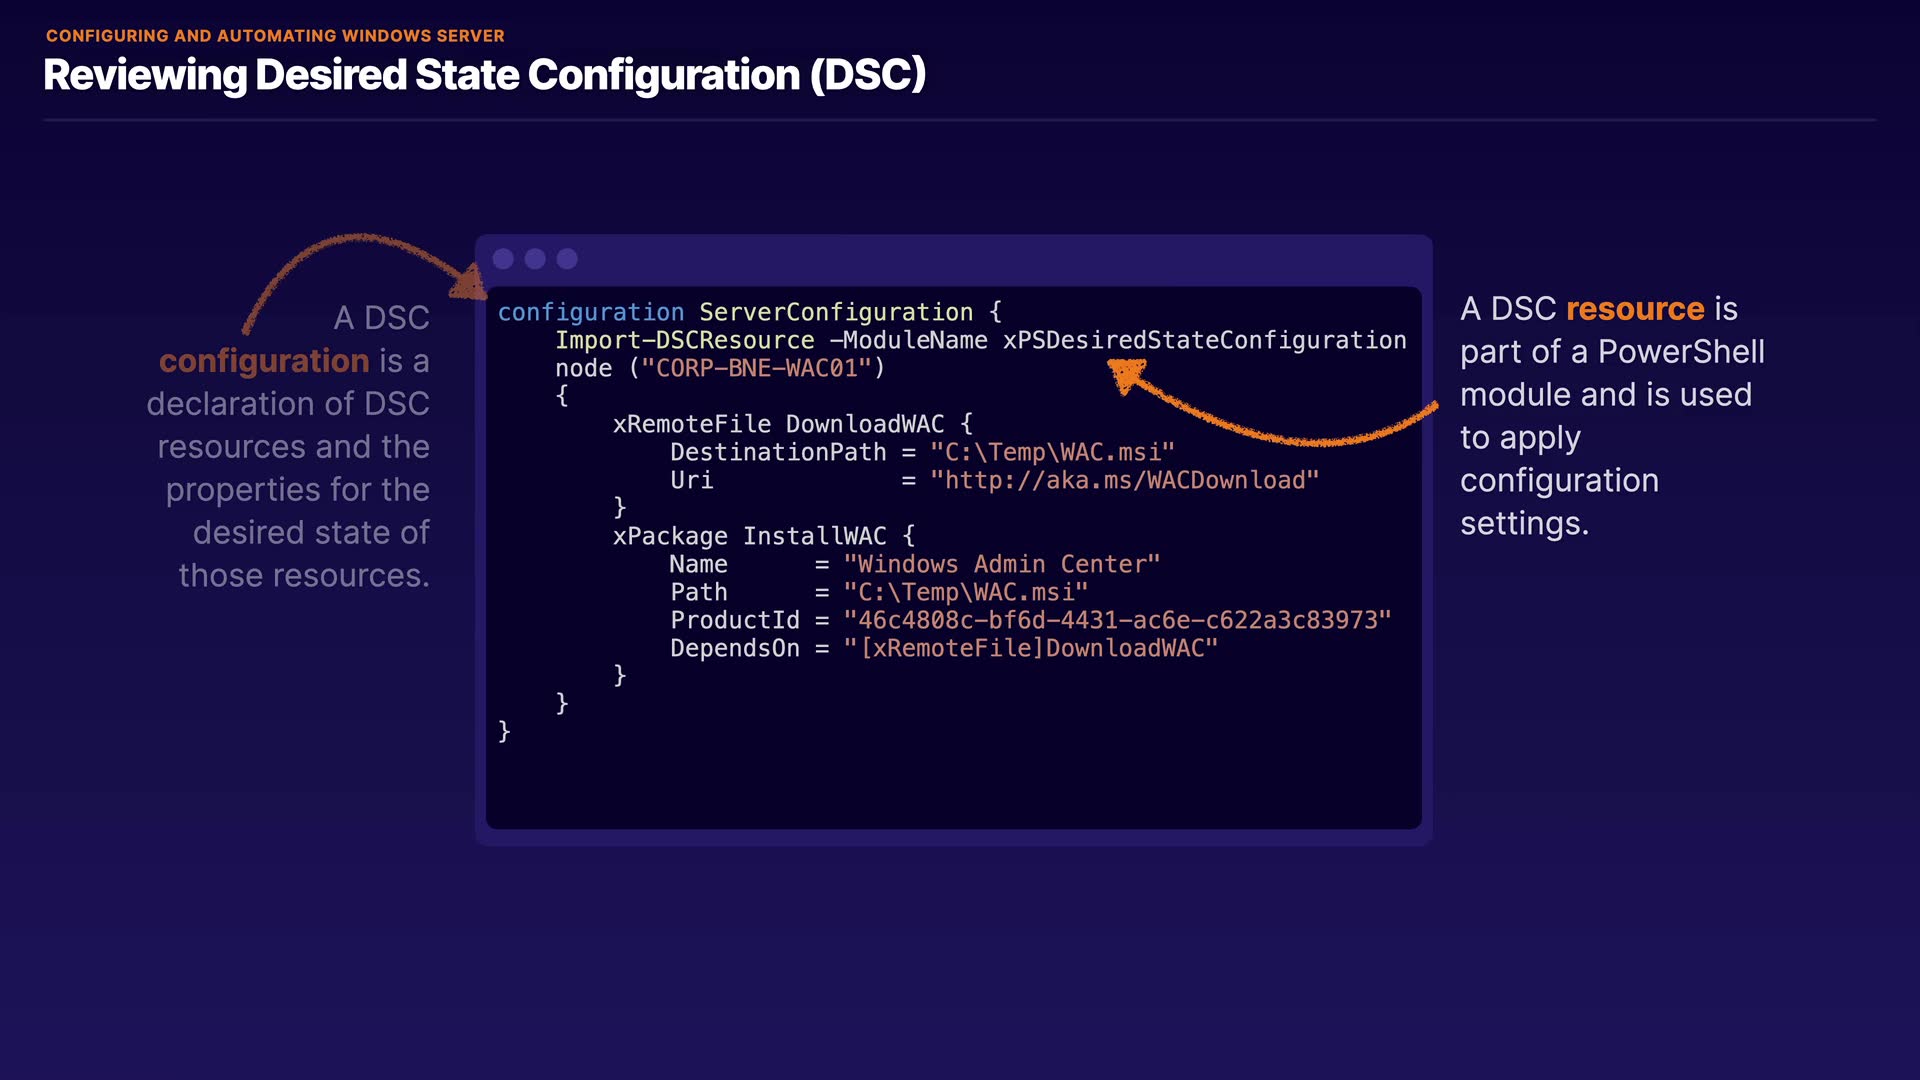 CONFIGURING AND AUTOMATING WINDOWS SERVER
Reviewing Desired State Configuration (DSC)
A DSC
configuration is a
declaration of DSC
resources and the
properties for the
desired state of
those resources.
configuration ServerConfiguration {
    Import-DSCResource -ModuleName xPSDesiredStateConfiguration
    node ("CORP-BNE-WAC01")
    {
        xRemoteFile DownloadWAC {
            DestinationPath = "C:\Temp\WAC.msi"
            Uri             = "http://aka.ms/WACDownload"
        }
        xPackage InstallWAC {
            Name      = "Windows Admin Center"
            Path      = "C:\Temp\WAC.msi"
            ProductId = "46c4808c-bf6d-4431-ac6e-c622a3c83973"
            DependsOn = "[xRemoteFile]DownloadWAC"
        }
    }
}
A DSC resource is
part of a PowerShell
module and is used
to apply
configuration
settings.